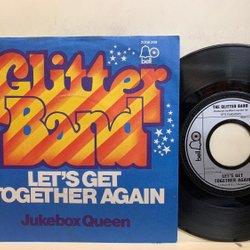 bell
Glitter
Band
LET'S GET
TOGETHER AGAIN
Jukebox Queen
bell
THE GLITTER BAND
LET'S GET
TOGETHER AGAIN